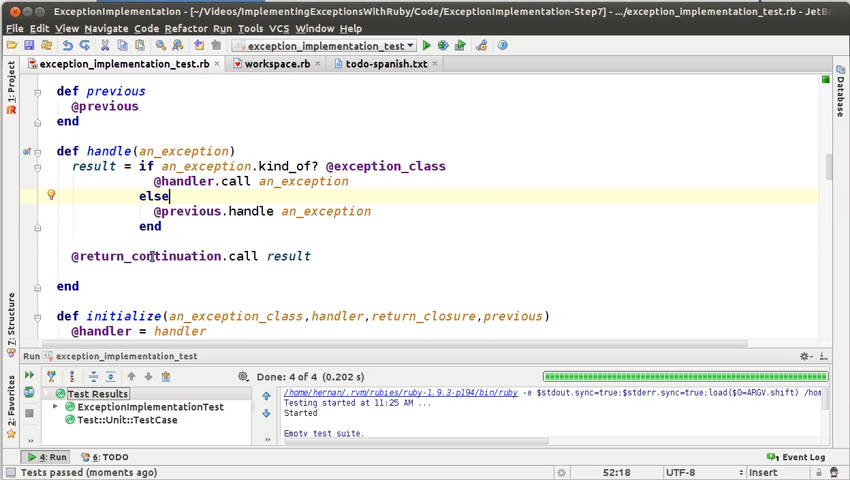 ExceptionImplementation - [~/Videos/ImplementingExceptionsWithRuby/Code/ExceptionImplementation-Step7] - .../exception_implementation_test.rb - JetBr
File Edit View Navigate Code Refactor Run Tools VCS Window Help
exception_implementation_test
exception_implementation_test.rb workspace.rb todo-spanish.txt
1: Project
Database
def previous
@previous
end
def handle(an_exception)
result = if an_exception.kind_of? @exception_class
@handler.call an_exception
else
@previous.handle an_exception
end
@return_continuation.call result
end
def initialize(an_exception_class,handler,return_closure,previous)
@handler = handler
7: Structure
2: Favorites
Run exception_implementation_test
Done: 4 of 4 (0.202 s)
Test Results
ExceptionImplementationTest
Test::Unit::TestCase
/home/hernan/.rvm/rubies/ruby-1.9.3-p194/bin/ruby -e $stdout.sync=true;$stderr.sync=true;load($0=ARGV.shift) /ho
Testing started at 11:25 AM ...
Started
Empty test suite.
4: Run 6: TODO 1 Event Log
Tests passed (moments ago) 52:18 UTF-8 Insert